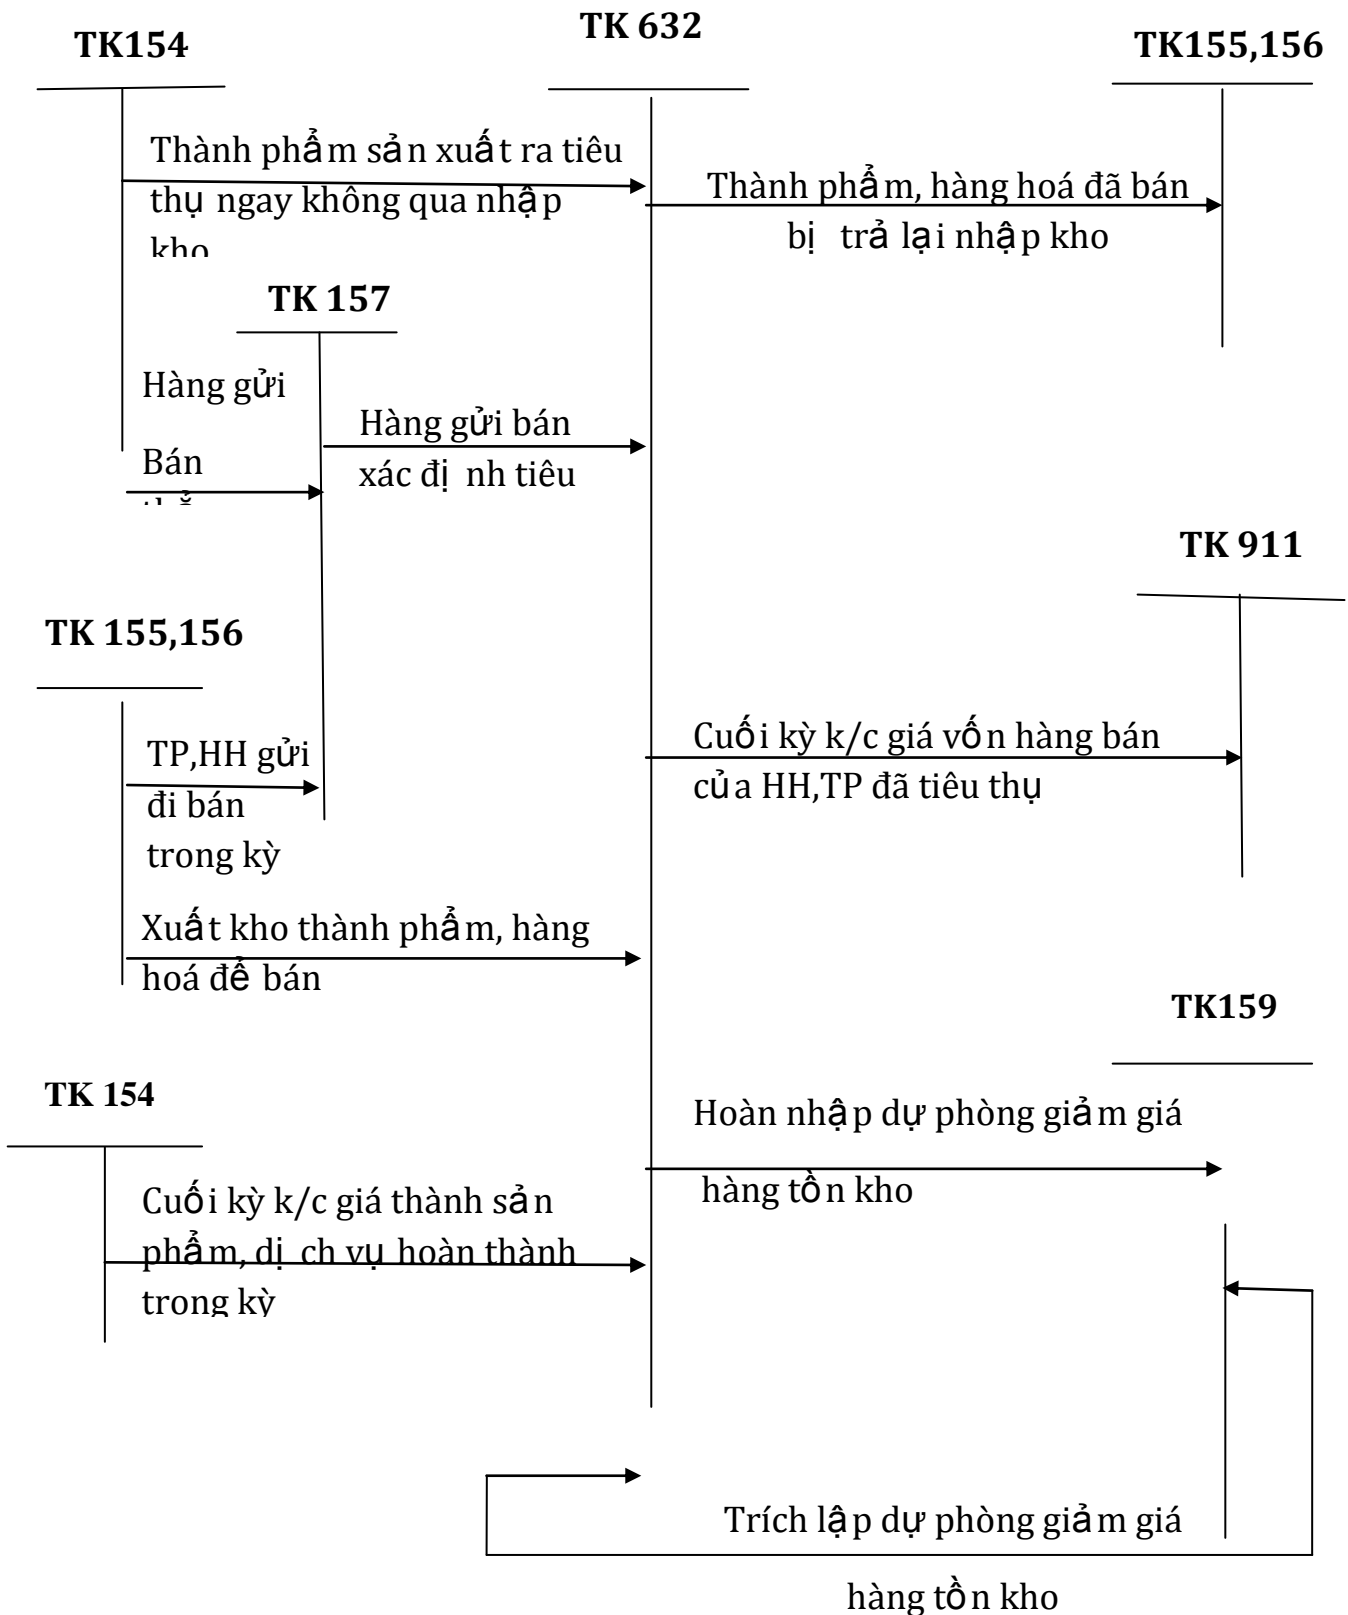 TK154
TK 632
TK155,156
Thành phẩm sản xuất ra tiêu
thụ ngay không qua nhập
kho
Thành phẩm, hàng hoá đã bán
bị trả lại nhập kho
TK 157
Hàng gửi
Bán
Hàng gửi bán
xác định tiêu
TK 911
TK 155,156
TP,HH gửi
đi bán
trong kỳ
Cuối kỳ k/c giá vốn hàng bán
của HH,TP đã tiêu thụ
Xuất kho thành phẩm, hàng
hoá để bán
TK159
TK 154
Hoàn nhập dự phòng giảm giá
hàng tồn kho
Cuối kỳ k/c giá thành sản
phẩm, dịch vụ hoàn thành
trong kỳ
Trích lập dự phòng giảm giá
hàng tồn kho